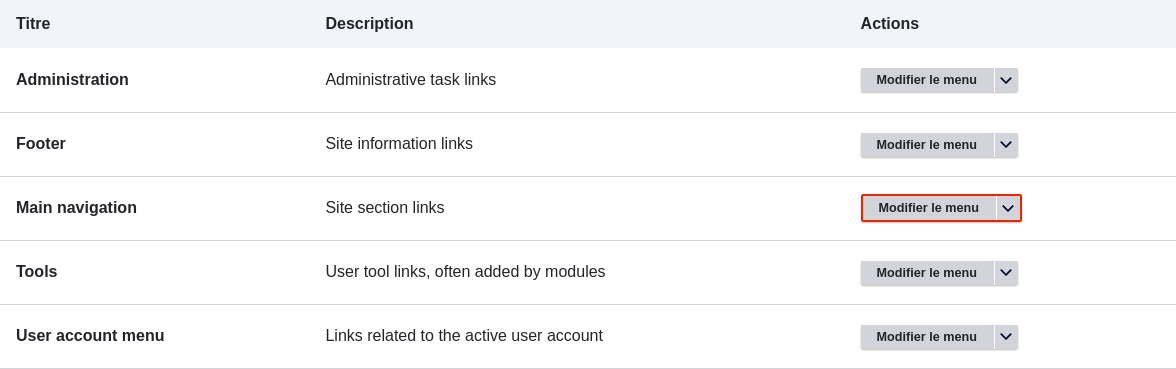 Titre Description Actions
Administration Administrative task links Modifier le menu
Footer Site information links Modifier le menu
Main navigation Site section links Modifier le menu
Tools User tool links, often added by modules Modifier le menu
User account menu Links related to the active user account Modifier le menu